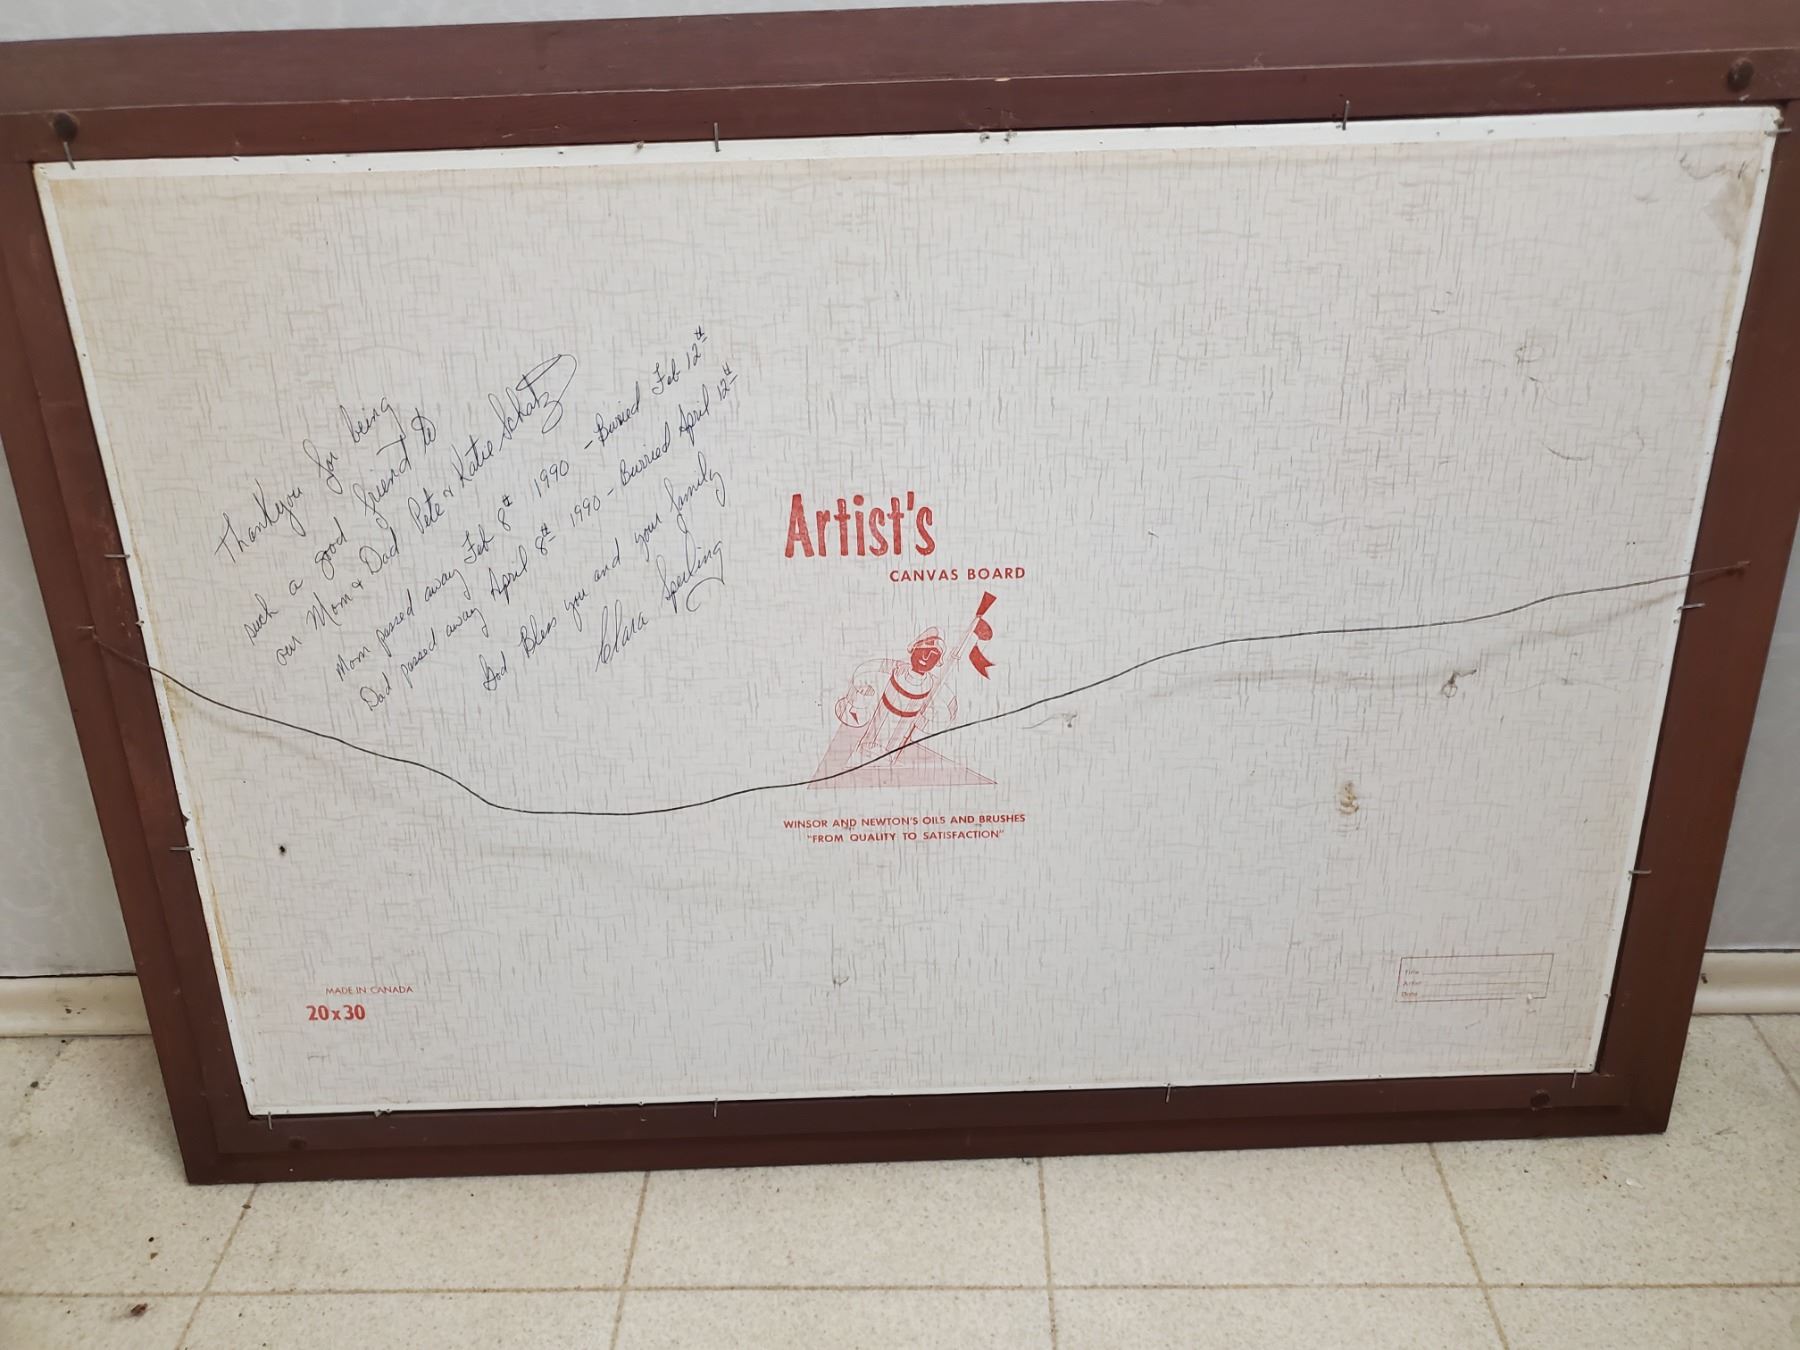 Thankyou for being
such a good friend to
our Mom & Dad Pete & Katie Schatz
Mom passed away Feb 8th 1990 - Buried Feb 12th
Dad passed away April 8th 1990 - Burried April 12th
God Bless you and your family
Clara Sperling
Artist's
CANVAS BOARD
WINSOR AND NEWTON'S OILS AND BRUSHES
"FROM QUALITY TO SATISFACTION"
MADE IN CANADA
20x30
Title
Artist
Date